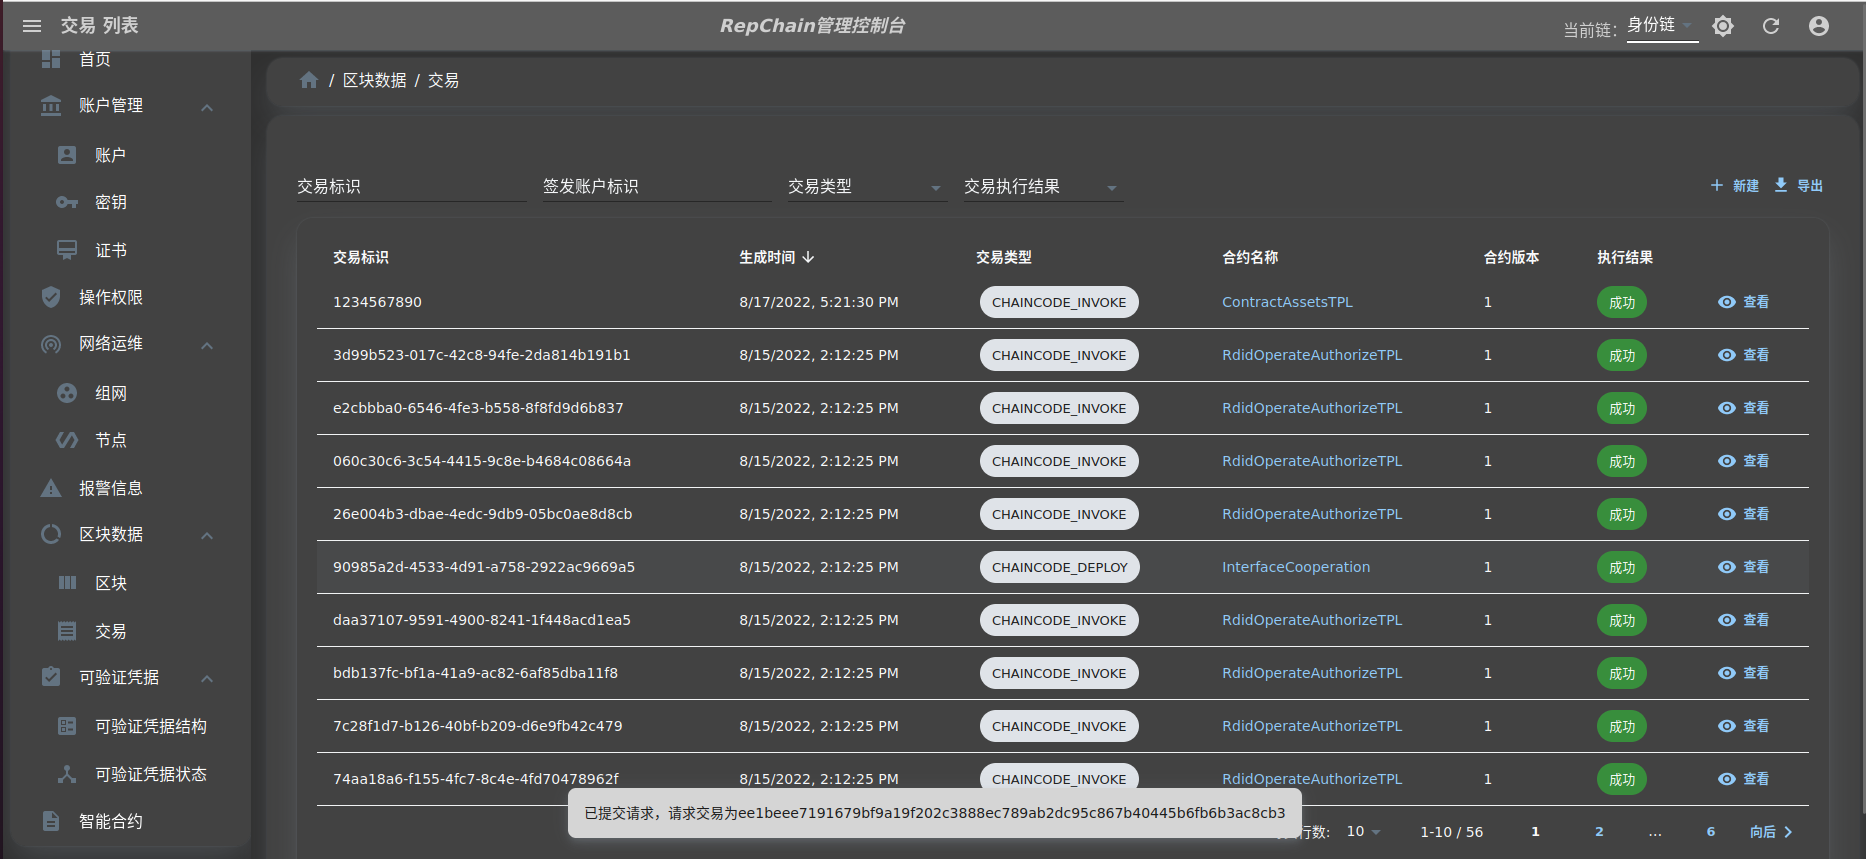 交易 列表
RepChain管理控制台
当前链：
身份链
首页
账户管理
账户
密钥
证书
操作权限
网络运维
组网
节点
报警信息
区块数据
区块
交易
可验证凭据
可验证凭据结构
可验证凭据状态
智能合约
/ 区块数据 / 交易
交易标识 签发账户标识 交易类型 交易执行结果 新建 导出
交易标识 生成时间 交易类型 合约名称 合约版本 执行结果
1234567890 8/17/2022, 5:21:30 PM CHAINCODE_INVOKE ContractAssetsTPL 1 成功 查看
3d99b523-017c-42c8-94fe-2da814b191b1 8/15/2022, 2:12:25 PM CHAINCODE_INVOKE RdidOperateAuthorizeTPL 1 成功 查看
e2cbbba0-6546-4fe3-b558-8f8fd9d6b837 8/15/2022, 2:12:25 PM CHAINCODE_INVOKE RdidOperateAuthorizeTPL 1 成功 查看
060c30c6-3c54-4415-9c8e-b4684c08664a 8/15/2022, 2:12:25 PM CHAINCODE_INVOKE RdidOperateAuthorizeTPL 1 成功 查看
26e004b3-dbae-4edc-9db9-05bc0ae8d8cb 8/15/2022, 2:12:25 PM CHAINCODE_INVOKE RdidOperateAuthorizeTPL 1 成功 查看
90985a2d-4533-4d91-a758-2922ac9669a5 8/15/2022, 2:12:25 PM CHAINCODE_DEPLOY InterfaceCooperation 1 成功 查看
daa37107-9591-4900-8241-1f448acd1ea5 8/15/2022, 2:12:25 PM CHAINCODE_INVOKE RdidOperateAuthorizeTPL 1 成功 查看
bdb137fc-bf1a-41a9-ac82-6af85dba11f8 8/15/2022, 2:12:25 PM CHAINCODE_INVOKE RdidOperateAuthorizeTPL 1 成功 查看
7c28f1d7-b126-40bf-b209-d6e9fb42c479 8/15/2022, 2:12:25 PM CHAINCODE_INVOKE RdidOperateAuthorizeTPL 1 成功 查看
74aa18a6-f155-4fc7-8c4e-4fd70478962f 8/15/2022, 2:12:25 PM CHAINCODE_INVOKE RdidOperateAuthorizeTPL 1 成功 查看
已提交请求，请求交易为ee1beee7191679bf9a19f202c3888ec789ab2dc95c867b40445b6fb6b3ac8cb3
行数: 10 1-10 / 56 1 2 ... 6 向后